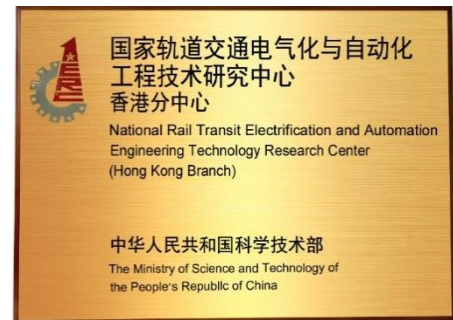 国家轨道交通电气化与自动化
工程技术研究中心
香港分中心
National Rail Transit Electrification and Automation
Engineering Technology Research Center
(Hong Kong Branch)
中华人民共和国科学技术部
The Ministry of Science and Technology of
the People's Republic of China